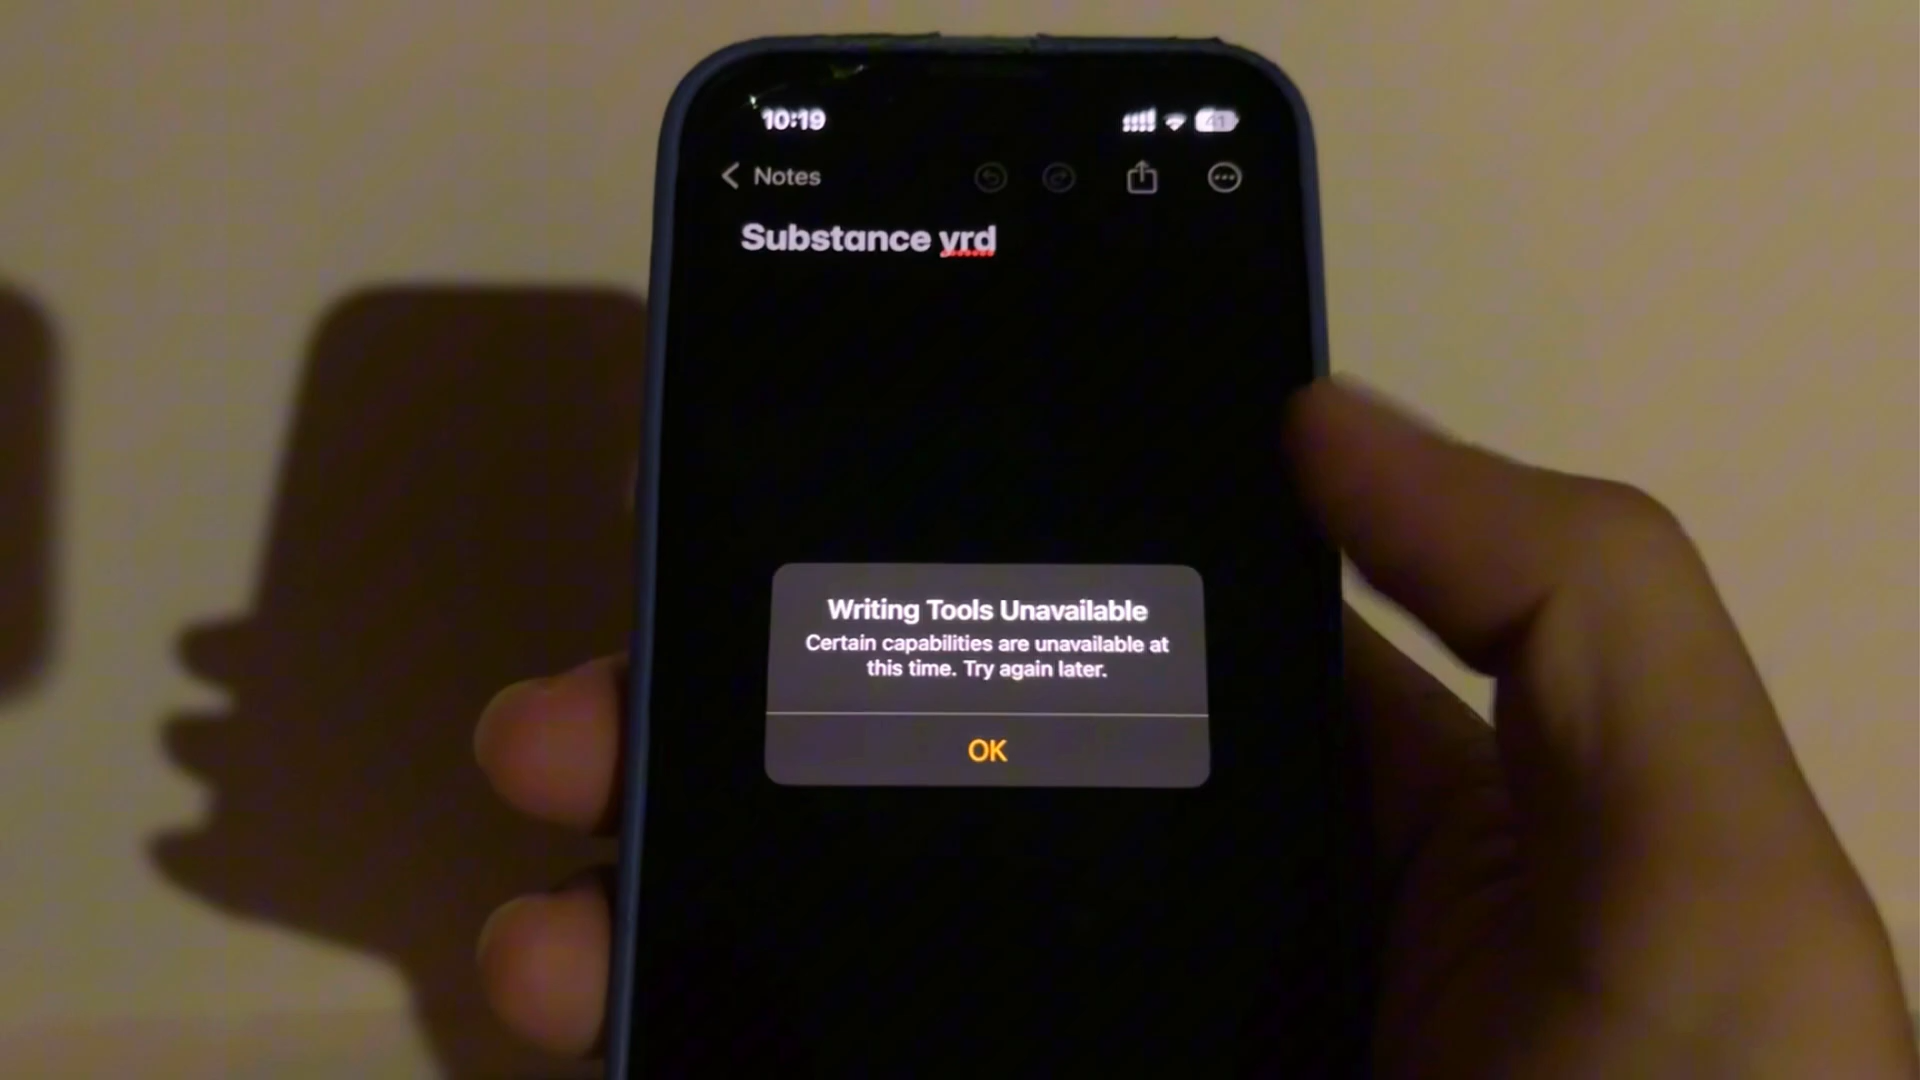 10:19
41
Notes
Substance yrd
Writing Tools Unavailable
Certain capabilities are unavailable at
this time. Try again later.
OK